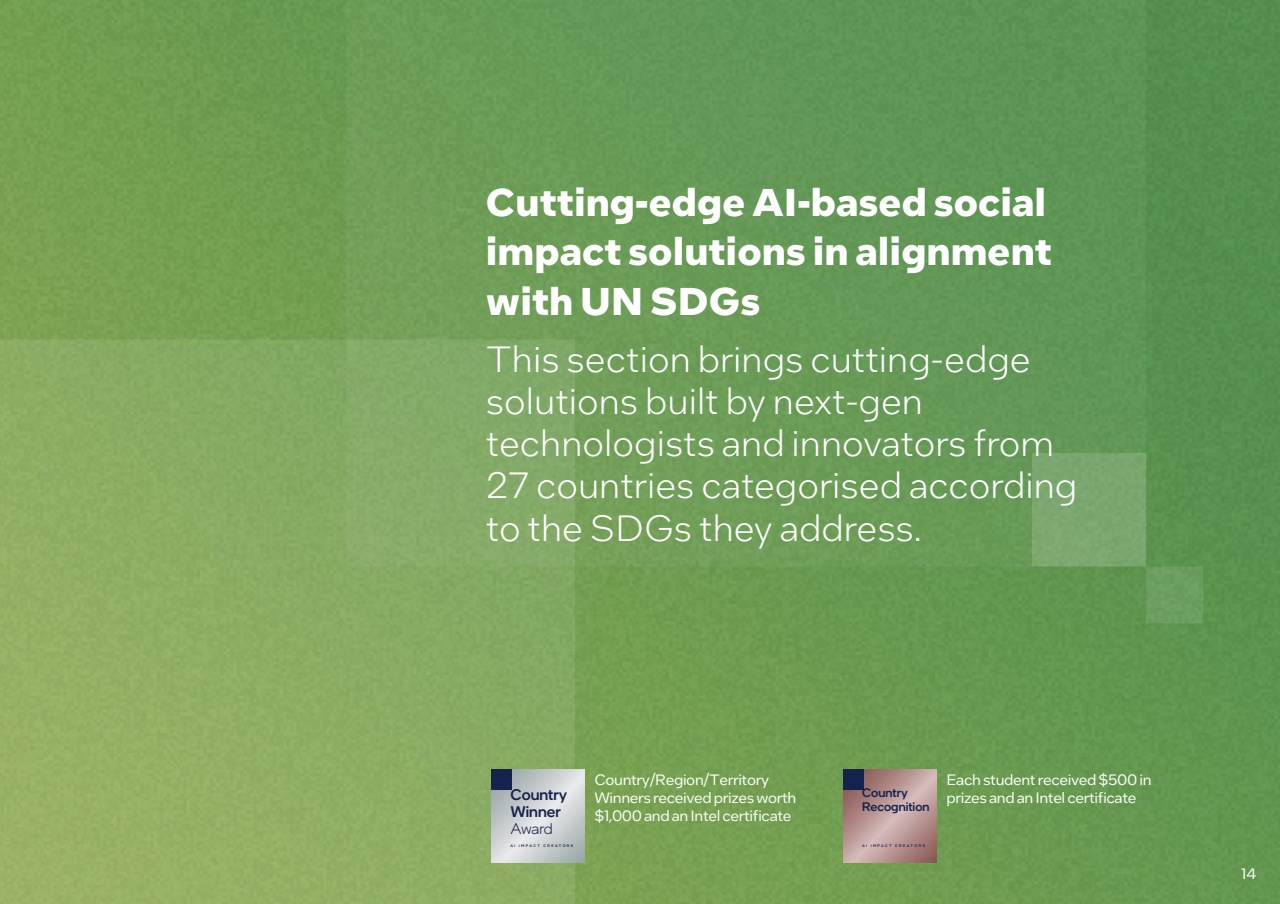 Cutting-edge AI-based social
impact solutions in alignment
with UN SDGs
This section brings cutting-edge
solutions built by next-gen
technologists and innovators from
27 countries categorised according
to the SDGs they address.
Country
Winner
Award
AI IMPACT CREATORS
Country/Region/Territory
Winners received prizes worth
$1,000 and an Intel certificate
Country
Recognition
AI IMPACT CREATORS
Each student received $500 in
prizes and an Intel certificate
14